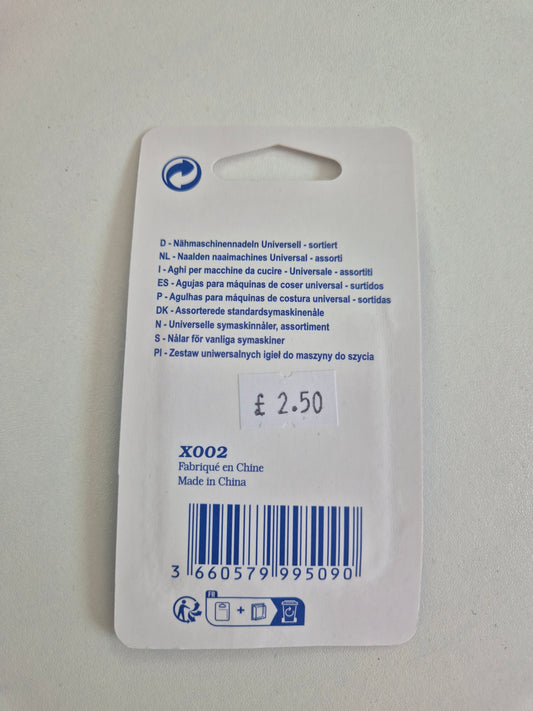 D - Nähmaschinennadeln Universell - sortiert
NL - Naalden naaimachines Universal - assorti
I - Aghi per macchine da cucire - Universale - assortiti
ES - Agujas para máquinas de coser universal - surtidos
P - Agulhas para máquinas de costura universal - sortidas
DK - Assorterede standardsymaskinenåle
N - Universelle symaskinnåler, assortiment
S - Nålar för vanliga symaskiner
Pl - Zestaw uniwersalnych igieł do maszyny do szycia
£ 2.50
X002
Fabriqué en Chine
Made in China
3 660579 995090
FR
+